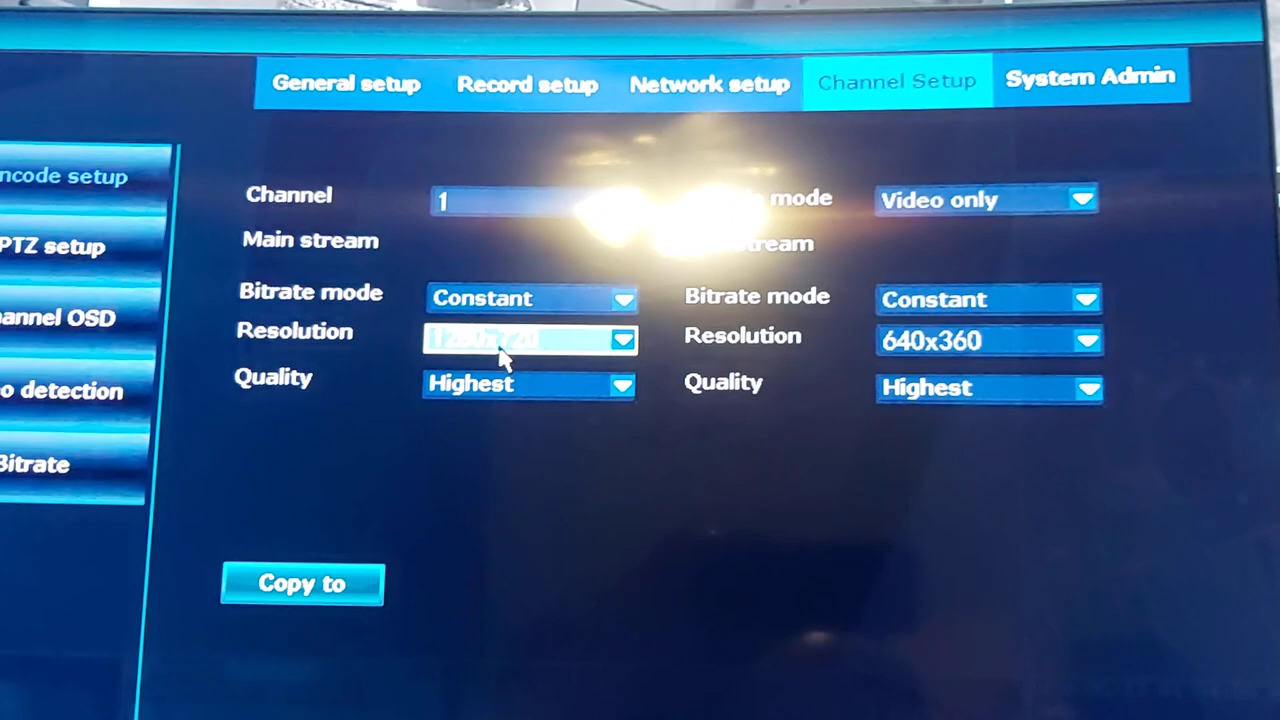 General setup Record setup Network setup Channel Setup System Admin
ncode setup
PTZ setup
annel OSD
o detection
Bitrate
Channel 1 mode Video only
Main stream ream
Bitrate mode Constant Bitrate mode Constant
Resolution 1280x720 Resolution 640x360
Quality Highest Quality Highest
Copy to